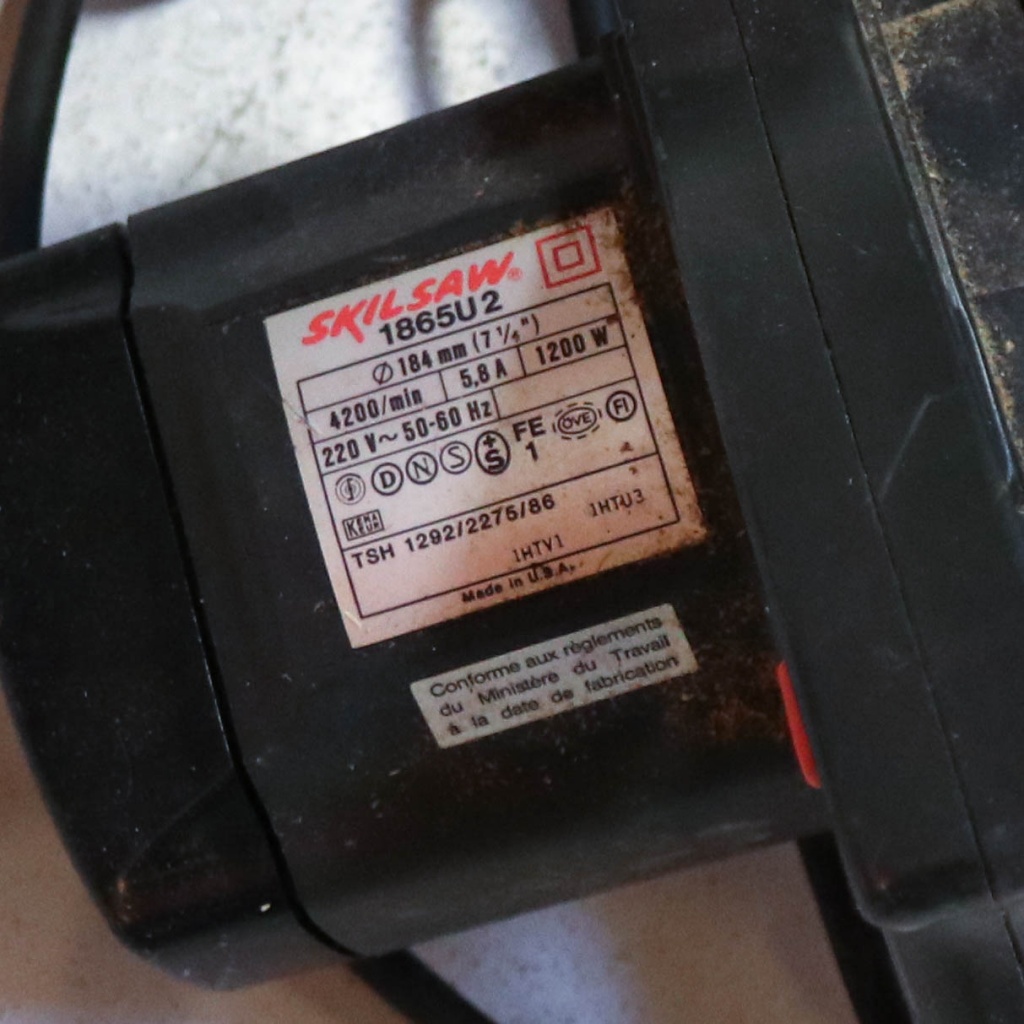 SKILSAW®
1865U2
Ø 184 mm (7 1/4")
4200/min 5,8 A 1200 W
220 V~ 50-60 Hz
D N S +S FE 1 ÖVE FI
KEMA KEUR
TSH 1292/2275/86 1HTU3
1HTV1
Made in U.S.A.
Conforme aux règlements
du Ministère du Travail
à la date de fabrication